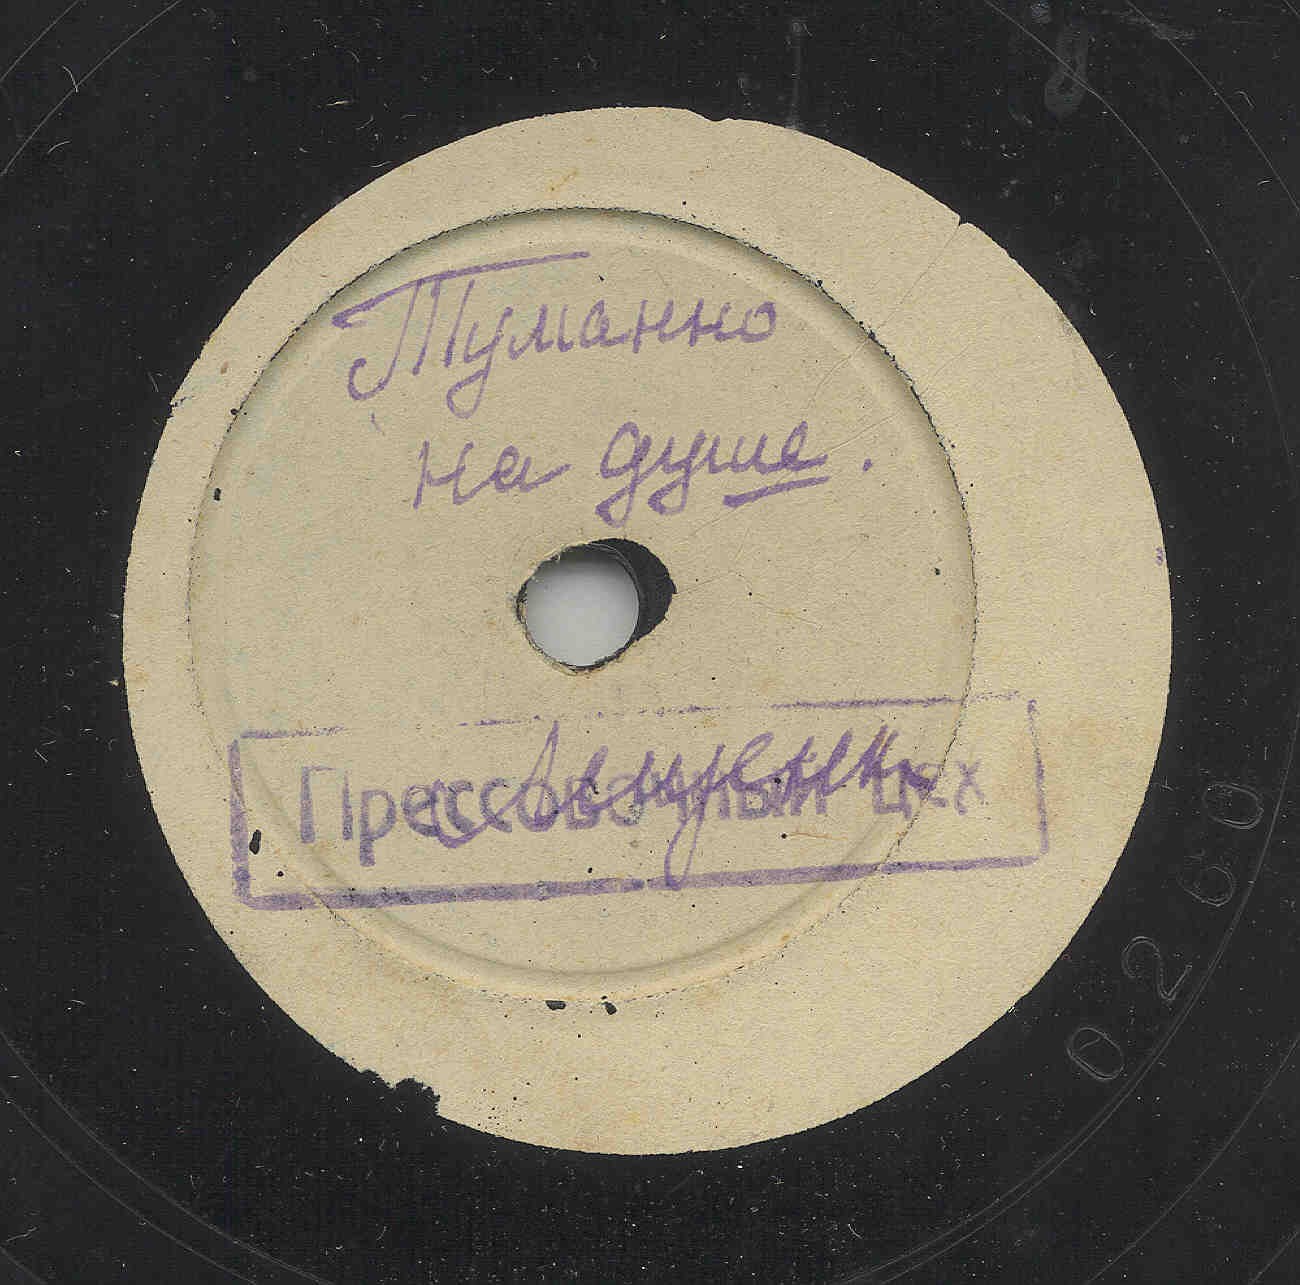 Туманно
на душе.
Прессовочный цех
0260